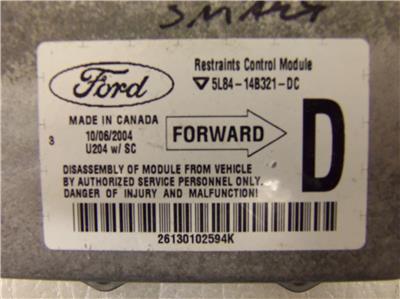 SMART
Ford
Restraints Control Module
5L84-14B321-DC
MADE IN CANADA
10/06/2004
U204 w/ SC
3
FORWARD
D
DISASSEMBLY OF MODULE FROM VEHICLE
BY AUTHORIZED SERVICE PERSONNEL ONLY.
DANGER OF INJURY AND MALFUNCTION!
26130102594K